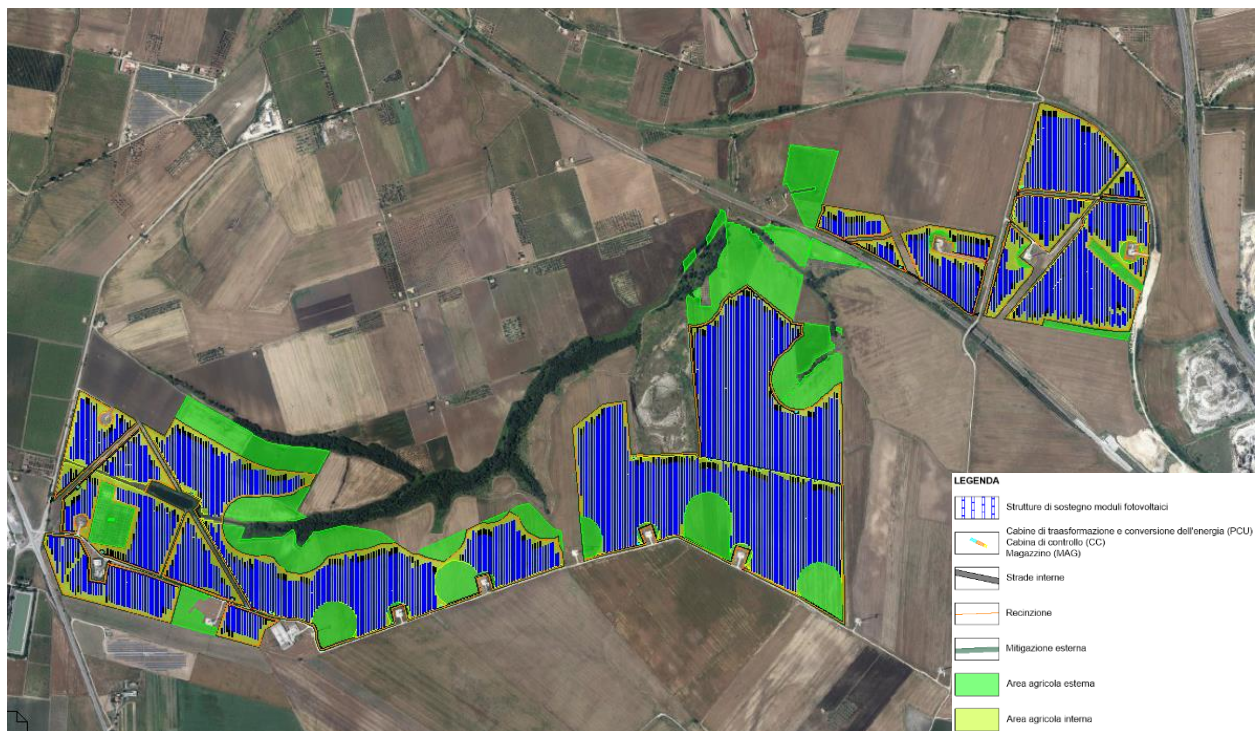 LEGENDA
Strutture di sostegno moduli fotovoltaici
Cabine di traasformazione e conversione dell'energia (PCU)
Cabina di controllo (CC)
Magazzino (MAG)
Strade interne
Recinzione
Mitigazione esterna
Area agricola esterna
Area agricola interna